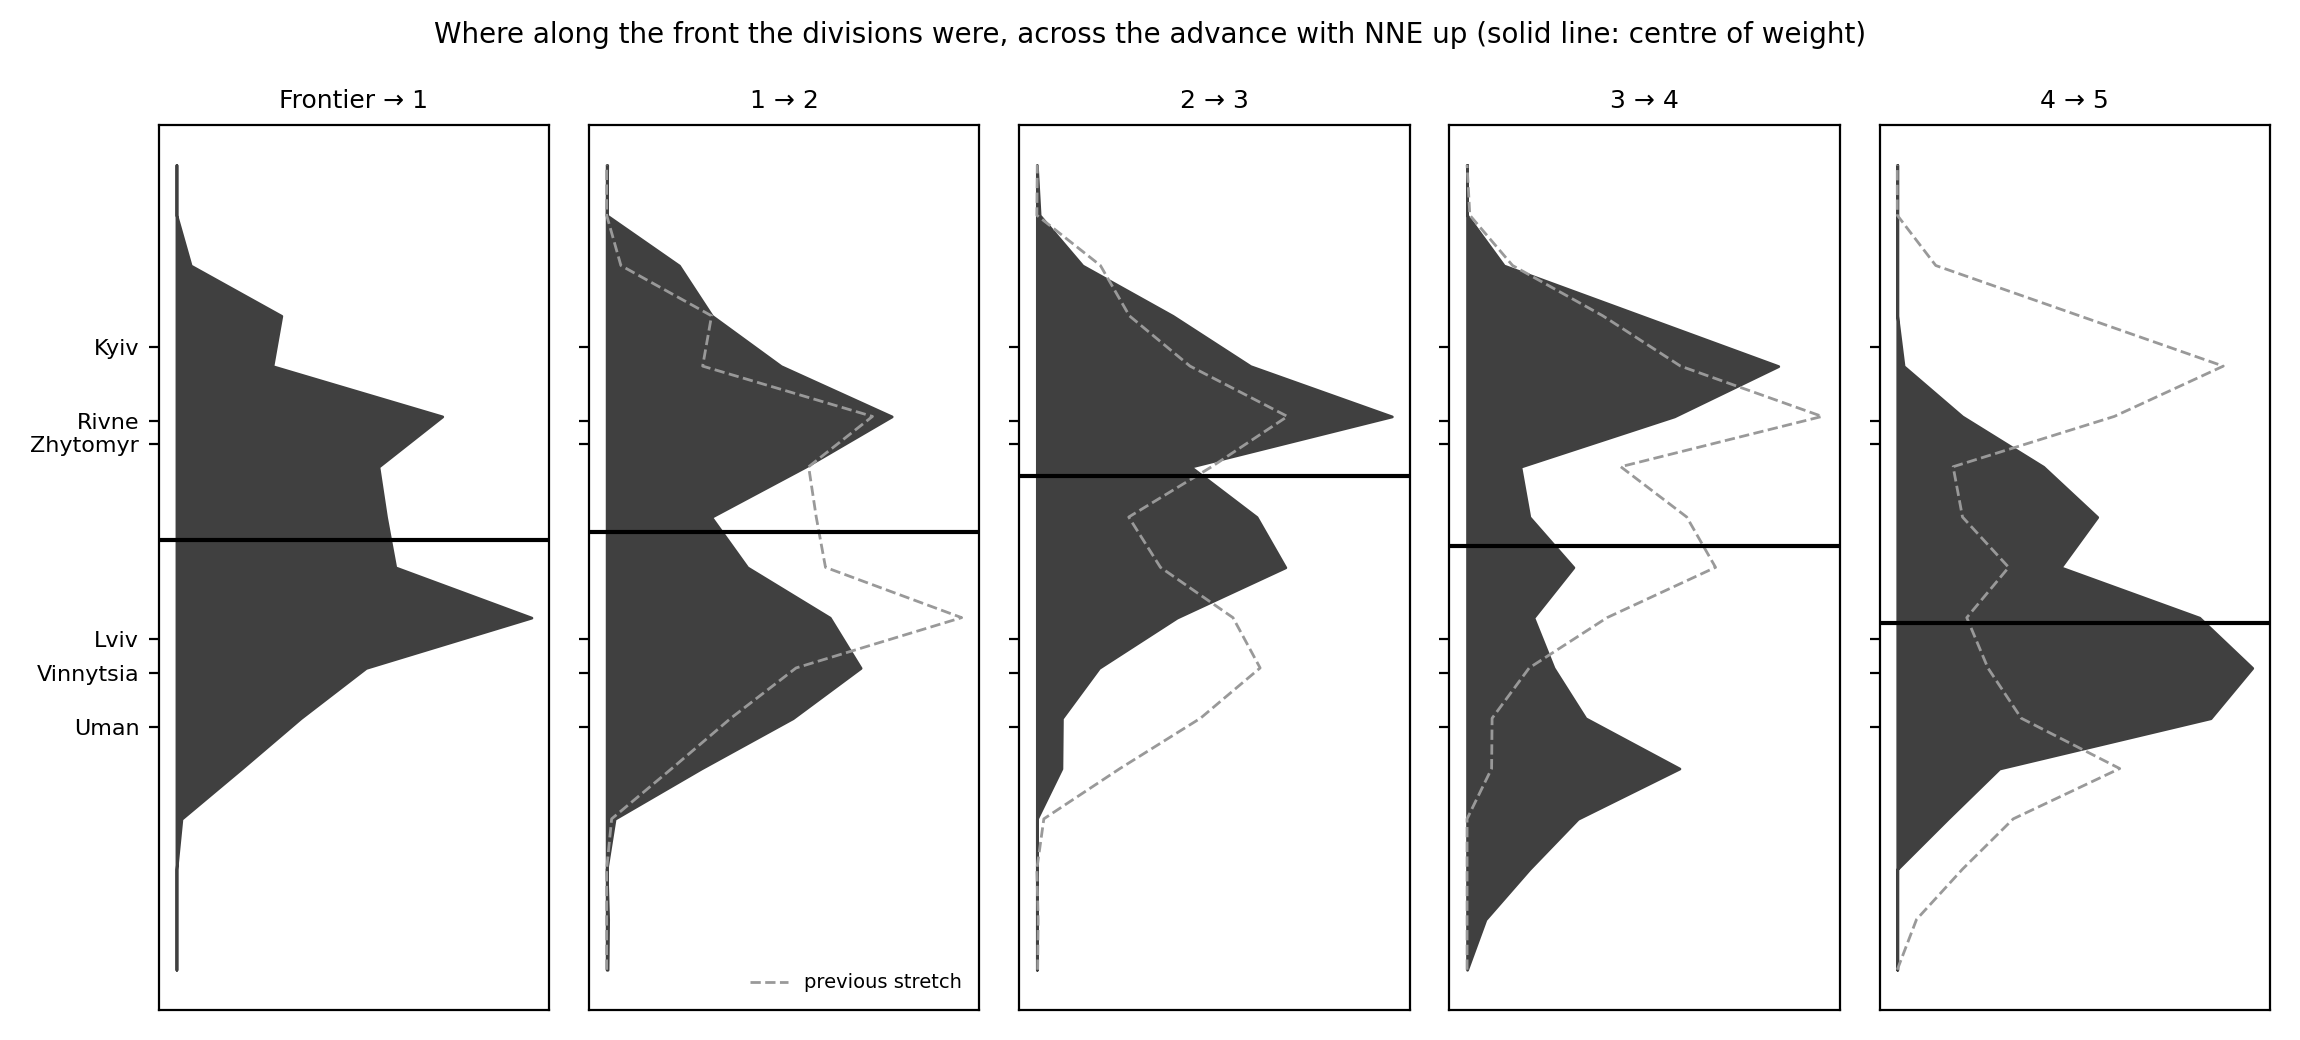 Where along the front the divisions were, across the advance with NNE up (solid line: centre of weight)
Frontier → 1
1 → 2
2 → 3
3 → 4
4 → 5
Kyiv
Rivne
Zhytomyr
Lviv
Vinnytsia
Uman
previous stretch